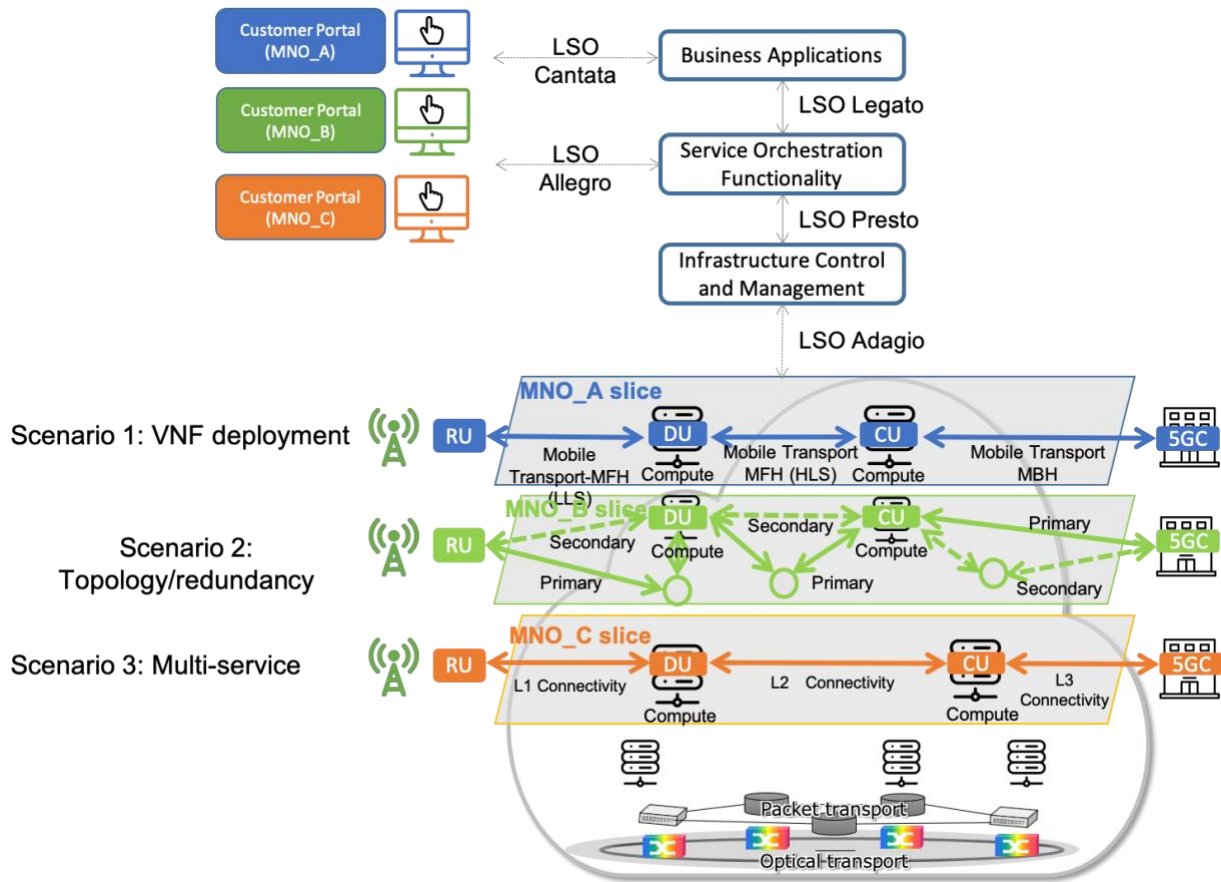 Customer Portal
(MNO_A)
LSO
Cantata
Business Applications
LSO Legato
Customer Portal
(MNO_B)
LSO
Allegro
Service Orchestration
Functionality
Customer Portal
(MNO_C)
LSO Presto
Infrastructure Control
and Management
LSO Adagio
MNO_A slice
Scenario 1: VNF deployment
RU
DU
CU
5GC
Mobile
Transport-MFH
(LLS)
Compute
Mobile Transport
MFH (HLS)
Compute
Mobile Transport
MBH
MNO_B slice
Scenario 2:
Topology/redundancy
RU
DU
CU
5GC
Secondary
Compute
Secondary
Compute
Primary
Primary
Primary
Secondary
MNO_C slice
Scenario 3: Multi-service
RU
DU
CU
5GC
L1 Connectivity
Compute
L2 Connectivity
Compute
L3
Connectivity
Packet transport
Optical transport